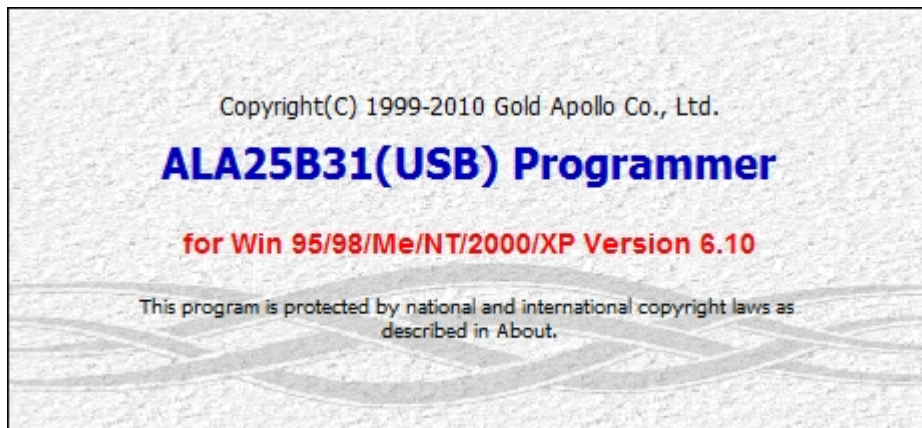 Copyright(C) 1999-2010 Gold Apollo Co., Ltd.
ALA25B31(USB) Programmer
for Win 95/98/Me/NT/2000/XP Version 6.10
This program is protected by national and international copyright laws as
described in About.